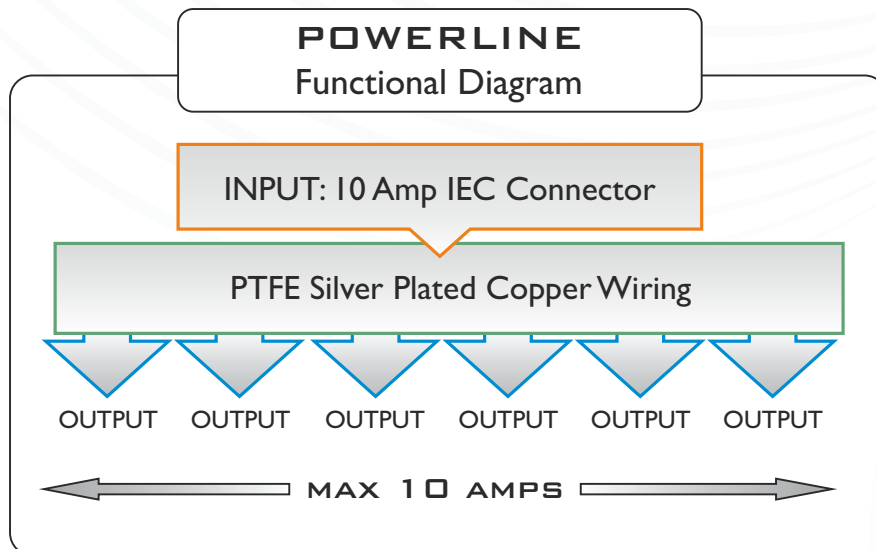 POWERLINE
Functional Diagram
INPUT: 10 Amp IEC Connector
PTFE Silver Plated Copper Wiring
OUTPUT OUTPUT OUTPUT OUTPUT OUTPUT OUTPUT
MAX 10 AMPS